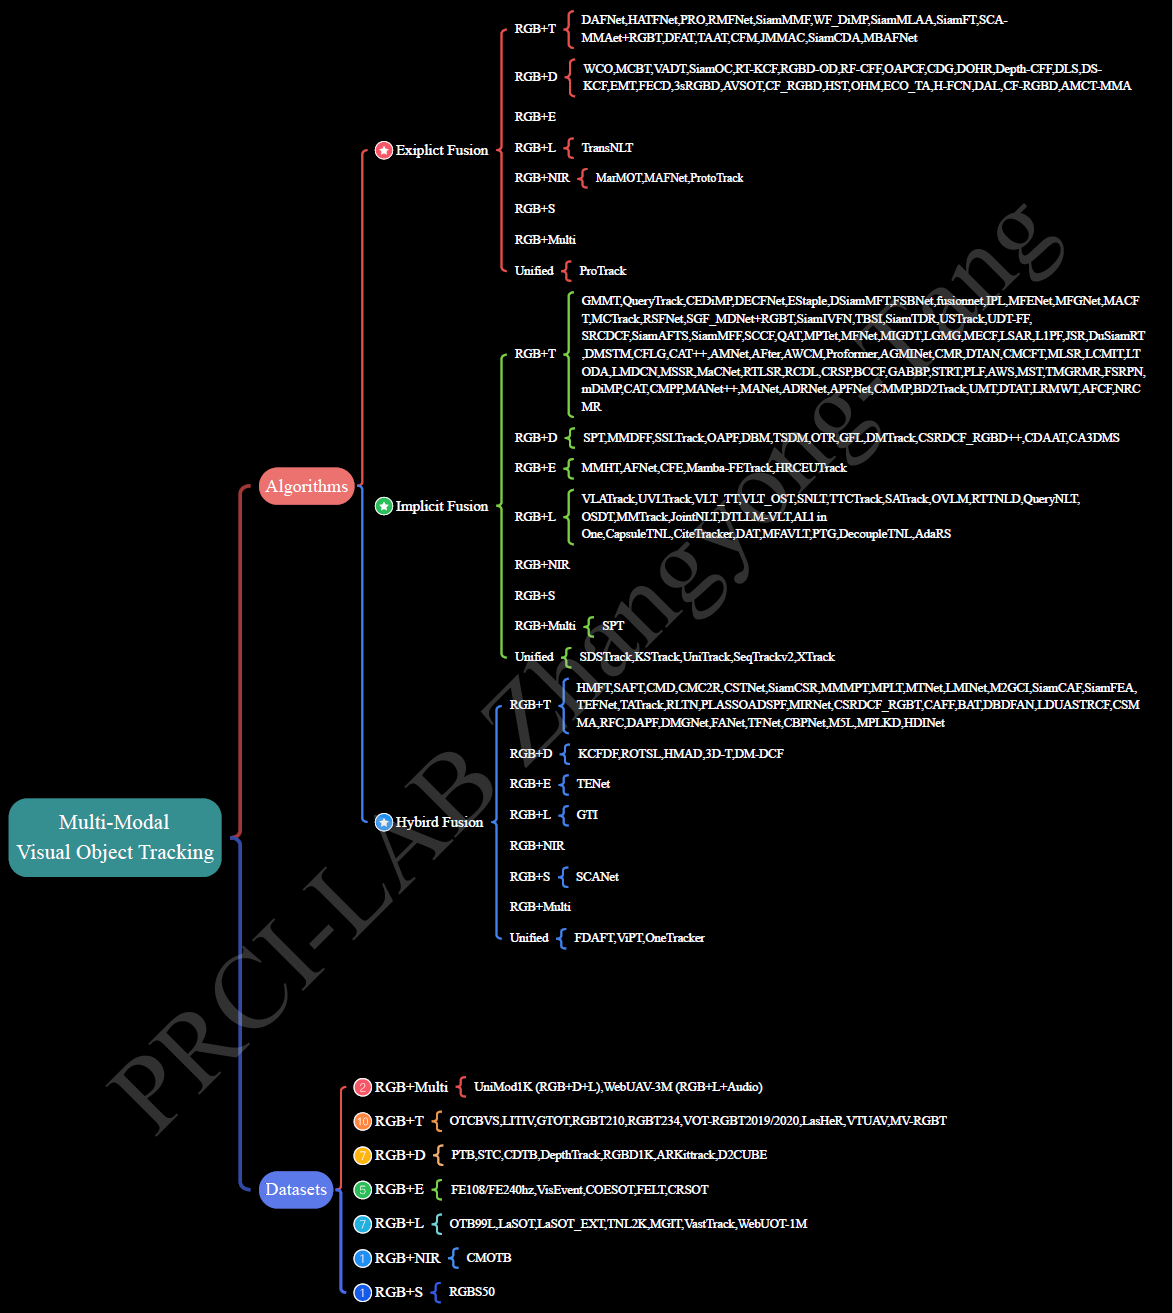 RGB+T
DAFNet,HATFNet,PRO,RMFNet,SiamMMF,WF_DiMP,SiamMLAA,SiamFT,SCA-
MMAet+RGBT,DFAT,TAAT,CFM,JMMAC,SiamCDA,MBAFNet
RGB+D
WCO,MCBT,VADT,SiamOC,RT-KCF,RGBD-OD,RF-CFF,OAPCF,CDG,DOHR,Depth-CFF,DLS,DS-
KCF,EMT,FECD,3sRGBD,AVSOT,CF_RGBD,HST,OHM,ECO_TA,H-FCN,DAL,CF-RGBD,AMCT-MMA
RGB+E
Exiplict Fusion
RGB+L
TransNLT
RGB+NIR
MarMOT,MAFNet,ProtoTrack
RGB+S
RGB+Multi
Unified
ProTrack
RGB+T
GMMT,QueryTrack,CEDiMP,DECFNet,EStaple,DSiamMFT,FSBNet,fusionnet,IPL,MFENet,MFGNet,MACF
T,MCTrack,RSFNet,SGF_MDNet+RGBT,SiamIVFN,TBSI,SiamTDR,USTrack,UDT-FF,
SRCDCF,SiamAFTS,SiamMFF,SCCF,QAT,MPTet,MFNet,MIGDT,LGMG,MECF,LSAR,L1PF,JSR,DuSiamRT
,DMSTM,CFLG,CAT++,AMNet,AFter,AWCM,Proformer,AGMINet,CMR,DTAN,CMCFT,MLSR,LCMIT,LT
ODA,LMDCN,MSSR,MaCNet,RTLSR,RCDL,CRSP,BCCF,GABBP,STRT,PLF,AWS,MST,TMGRMR,FSRPN,
mDiMP,CAT,CMPP,MANet++,MANet,ADRNet,APFNet,CMMP,BD2Track,UMT,DTAT,LRMWT,AFCF,NRC
MR
RGB+D
SPT,MMDFF,SSLTrack,OAPF,DBM,TSDM,OTR,GFL,DMTrack,CSRDCF_RGBD++,CDAAT,CA3DMS
RGB+E
MMHT,AFNet,CFE,Mamba-FETrack,HRCEUTrack
Algorithms
Implicit Fusion
RGB+L
VLATrack,UVLTrack,VLT_TT,VLT_OST,SNLT,TTCTrack,SATrack,OVLM,RTTNLD,QueryNLT,
OSDT,MMTrack,JointNLT,DTLLM-VLT,ALl in
One,CapsuleTNL,CiteTracker,DAT,MFAVLT,PTG,DecoupleTNL,AdaRS
RGB+NIR
RGB+S
RGB+Multi
SPT
Unified
SDSTrack,KSTrack,UniTrack,SeqTrackv2,XTrack
RGB+T
HMFT,SAFT,CMD,CMC2R,CSTNet,SiamCSR,MMMPT,MPLT,MTNet,LMINet,M2GCI,SiamCAF,SiamFEA,
TEFNet,TATrack,RLTN,PLASSOADSPF,MIRNet,CSRDCF_RGBT,CAFF,BAT,DBDFAN,LDUASTRCF,CSM
MA,RFC,DAPF,DMGNet,FANet,TFNet,CBPNet,M5L,MPLKD,HDINet
RGB+D
KCFDF,ROTSL,HMAD,3D-T,DM-DCF
RGB+E
TENet
RGB+L
GTI
Hybird Fusion
RGB+NIR
RGB+S
SCANet
RGB+Multi
Unified
FDAFT,ViPT,OneTracker
Multi-Modal
Visual Object Tracking
PRCI-LAB Zhangyong-Tang
2 RGB+Multi
UniMod1K (RGB+D+L),WebUAV-3M (RGB+L+Audio)
10 RGB+T
OTCBVS,LITIV,GTOT,RGBT210,RGBT234,VOT-RGBT2019/2020,LasHeR,VTUAV,MV-RGBT
7 RGB+D
PTB,STC,CDTB,DepthTrack,RGBD1K,ARKittrack,D2CUBE
Datasets
5 RGB+E
FE108/FE240hz,VisEvent,COESOT,FELT,CRSOT
7 RGB+L
OTB99L,LaSOT,LaSOT_EXT,TNL2K,MGIT,VastTrack,WebUOT-1M
1 RGB+NIR
CMOTB
1 RGB+S
RGBS50